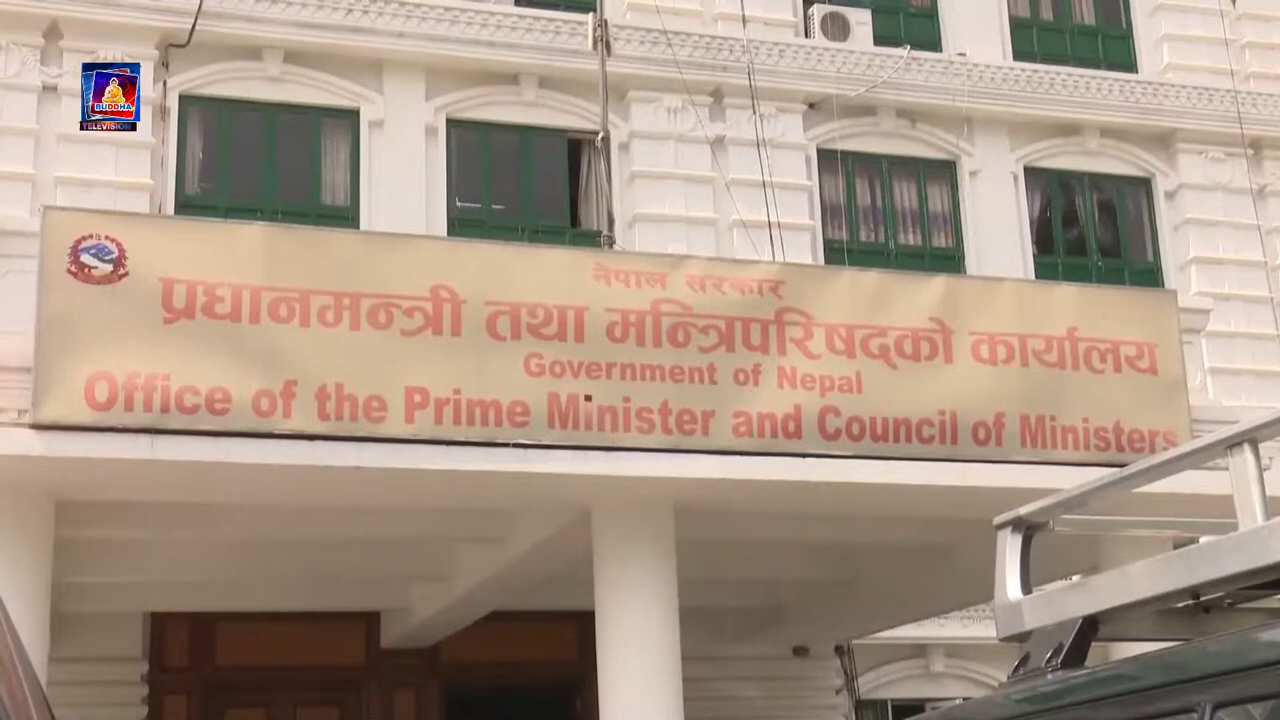 BUDDHA
TELEVISION
नेपाल सरकार
प्रधानमन्त्री तथा मन्त्रिपरिषद्को कार्यालय
Government of Nepal
Office of the Prime Minister and Council of Ministers